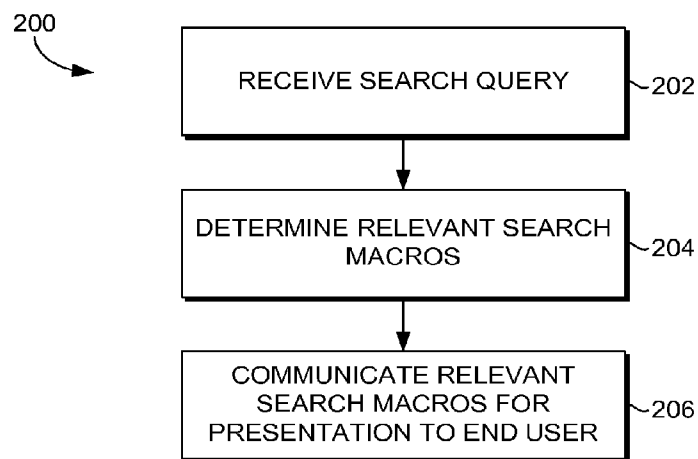 200
RECEIVE SEARCH QUERY
202
DETERMINE RELEVANT SEARCH
MACROS
204
COMMUNICATE RELEVANT
SEARCH MACROS FOR
PRESENTATION TO END USER
206